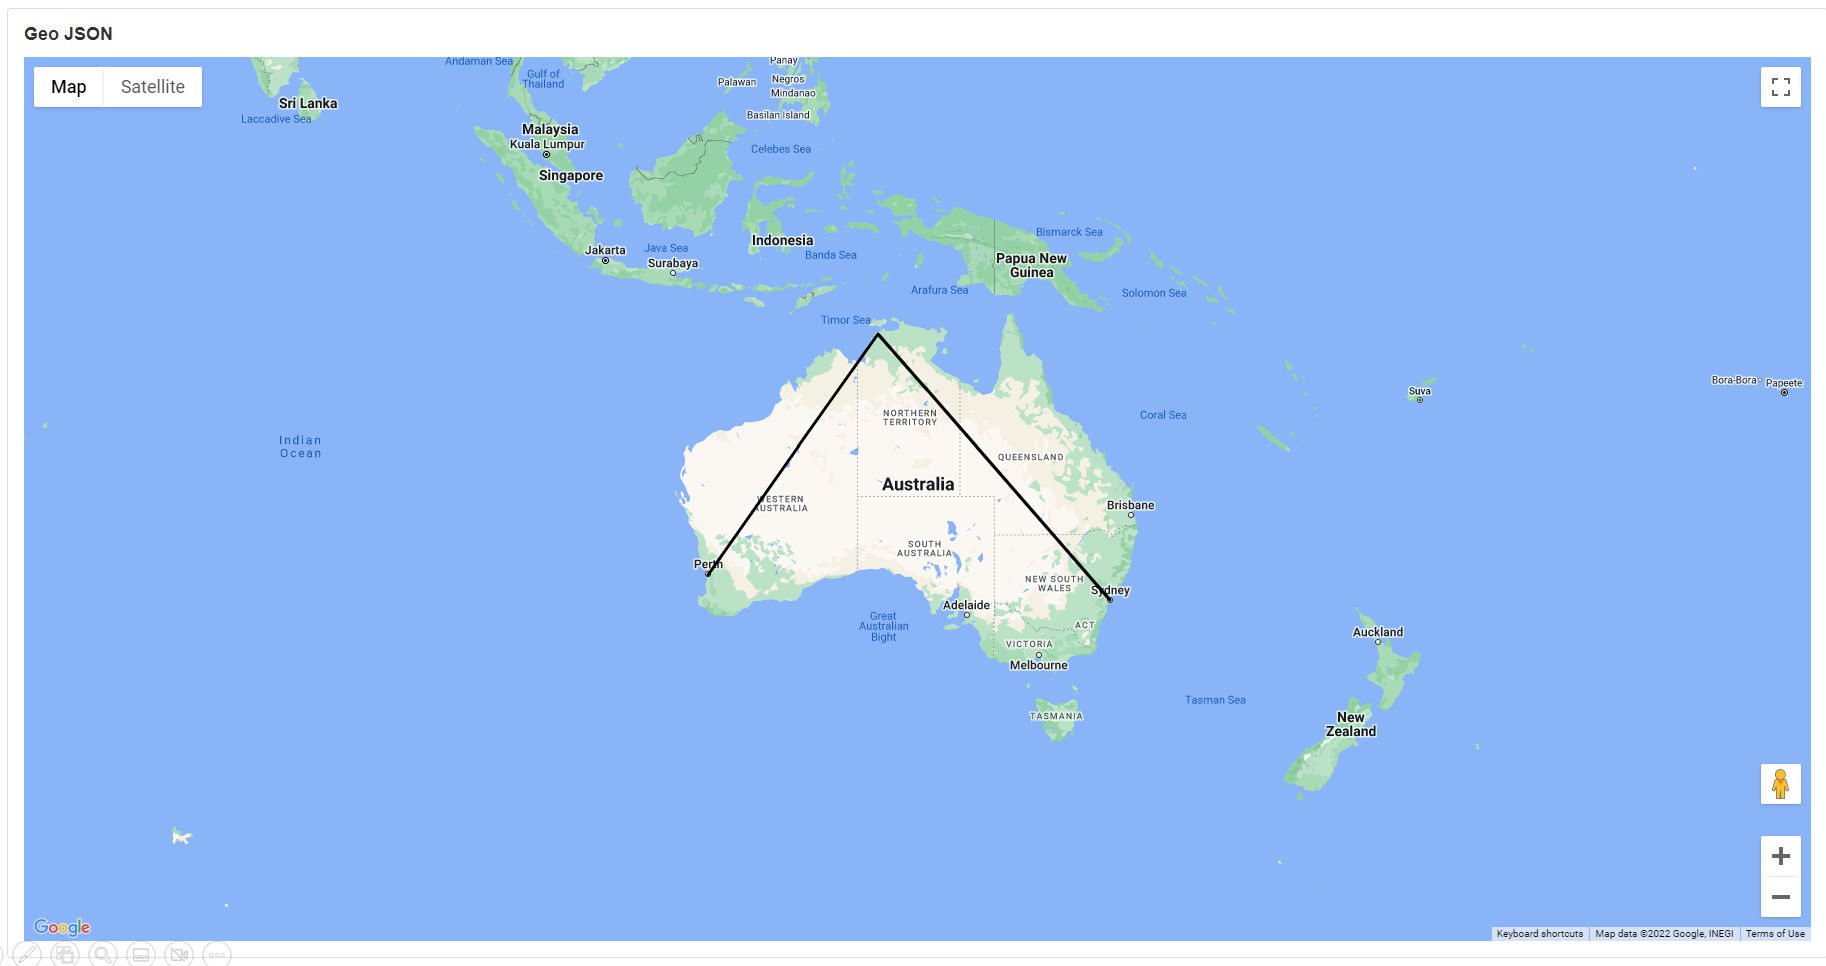 Geo JSON
Map
Satellite
Andaman Sea
Gulf of
Thailand
Panay
Palawan
Negros
Mindanao
Basilan Island
Sri Lanka
Laccadive Sea
Malaysia
Kuala Lumpur
Singapore
Celebes Sea
Indonesia
Bismarck Sea
Jakarta
Java Sea
Surabaya
Banda Sea
Papua New
Guinea
Arafura Sea
Solomon Sea
Timor Sea
Bora-Bora
Papeete
Suva
NORTHERN
TERRITORY
Coral Sea
Indian
Ocean
QUEENSLAND
Australia
WESTERN
AUSTRALIA
Brisbane
SOUTH
AUSTRALIA
Perth
NEW SOUTH
WALES
Sydney
Adelaide
Great
Australian
Bight
ACT
Auckland
VICTORIA
Melbourne
Tasman Sea
TASMANIA
New
Zealand
Google
Keyboard shortcuts
Map data ©2022 Google, INEGI
Terms of Use